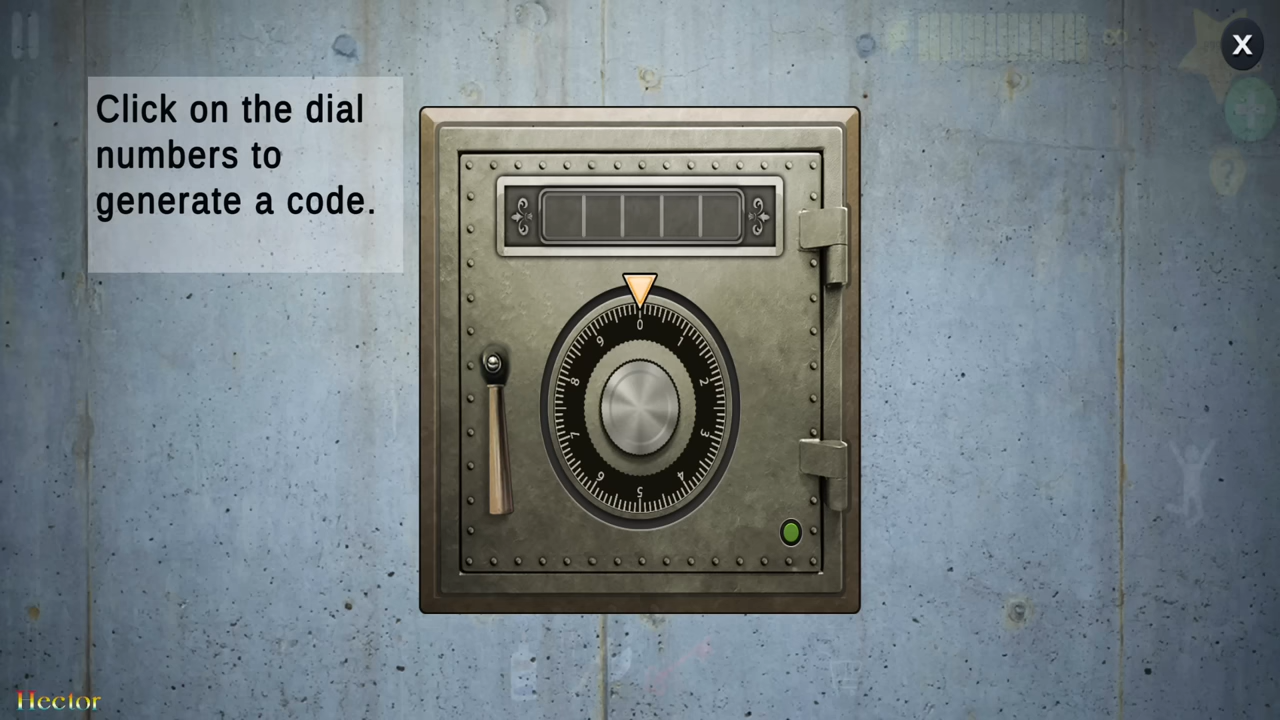 X
Click on the dial
numbers to
generate a code.
0
1
2
3
4
5
6
7
8
9
?
Hector